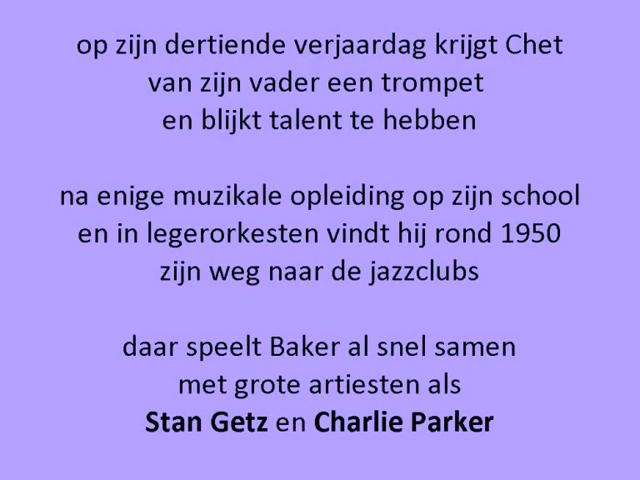 op zijn dertiende verjaardag krijgt Chet
van zijn vader een trompet
en blijkt talent te hebben
na enige muzikale opleiding op zijn school
en in legerorkesten vindt hij rond 1950
zijn weg naar de jazzclubs
daar speelt Baker al snel samen
met grote artiesten als
Stan Getz en Charlie Parker